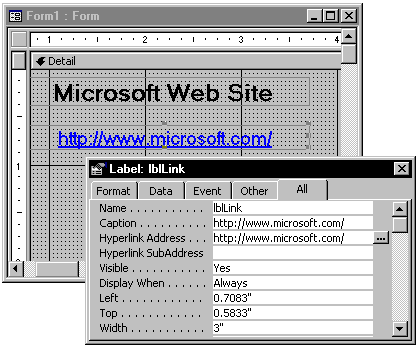 Form1 : Form
1 2 3 4
Detail
Microsoft Web Site
http://www.microsoft.com/
1
Label: lblLink
Format Data Event Other All
Name . . . . . . . . . . . lblLink
Caption . . . . . . . . . . http://www.microsoft.com/
Hyperlink Address . . . http://www.microsoft.com/ ...
Hyperlink SubAddress
Visible . . . . . . . . . . . Yes
Display When . . . . . . Always
Left . . . . . . . . . . . . . 0.7083"
Top . . . . . . . . . . . . . 0.5833"
Width . . . . . . . . . . . 3"